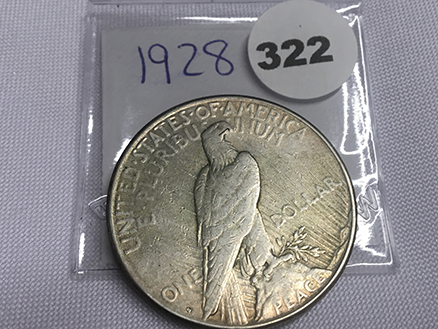 1928
322
UNITED·STATES·OF·AMERICA
E·PLURIBUS UNUM
ONE DOLLAR
PEACE